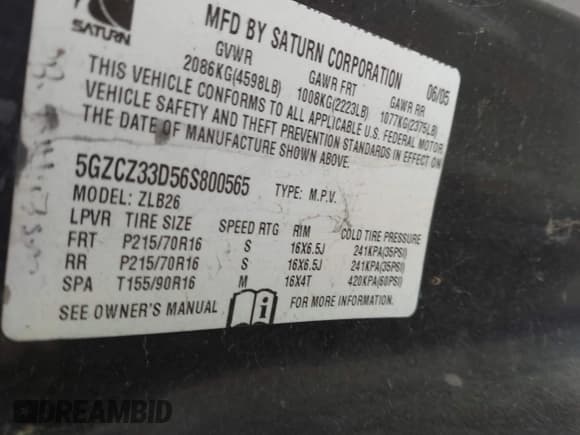 SATURN
MFD BY SATURN CORPORATION 06/05
GVWR GAWR FRT GAWR RR
2086KG(4598LB) 1008KG(2223LB) 1077KG(2375LB)
THIS VEHICLE CONFORMS TO ALL APPLICABLE U.S. FEDERAL MOTOR
VEHICLE SAFETY AND THEFT PREVENTION STANDARDS IN EFFECT ON
THE DATE OF MANUFACTURE SHOWN ABOVE.
5GZCZ33D56S800565 TYPE: M.P.V.
MODEL: ZLB26
LPVR TIRE SIZE SPEED RTG RIM COLD TIRE PRESSURE
FRT P215/70R16 S 16X6.5J 241KPA(35PSI)
RR P215/70R16 S 16X6.5J 241KPA(35PSI)
SPA T155/90R16 M 16X4T 420KPA(60PSI)
SEE OWNER'S MANUAL FOR MORE INFORMATION.
DREAMBID